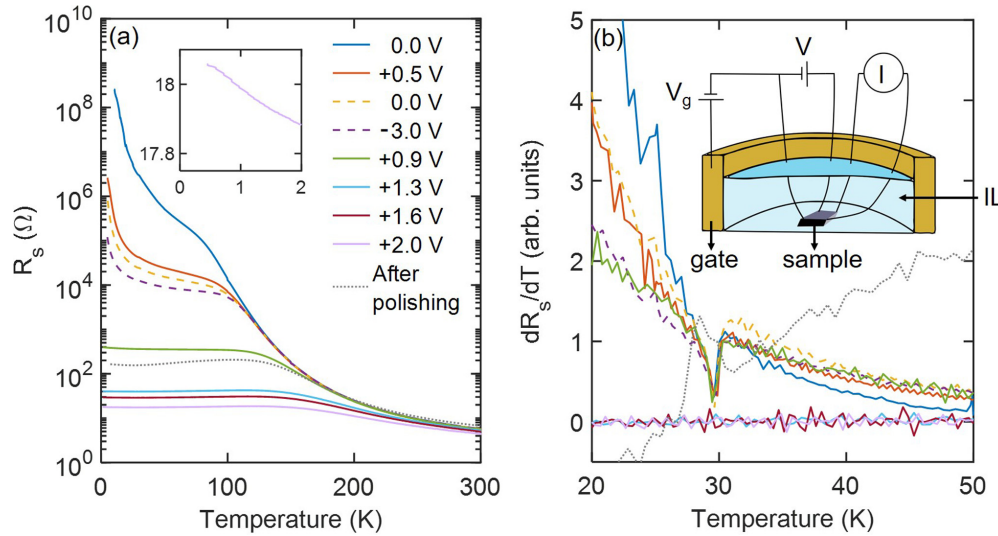 (a)
10^10
10^8
10^6
10^4
10^2
10^0
R_s (Ω)
0
100
200
300
Temperature (K)
18
17.8
0
1
2
0.0 V
+0.5 V
0.0 V
-3.0 V
+0.9 V
+1.3 V
+1.6 V
+2.0 V
After
polishing
(b)
5
4
3
2
1
0
dR_s/dT (arb. units)
20
30
40
50
Temperature (K)
V
I
V_g
IL
gate
sample